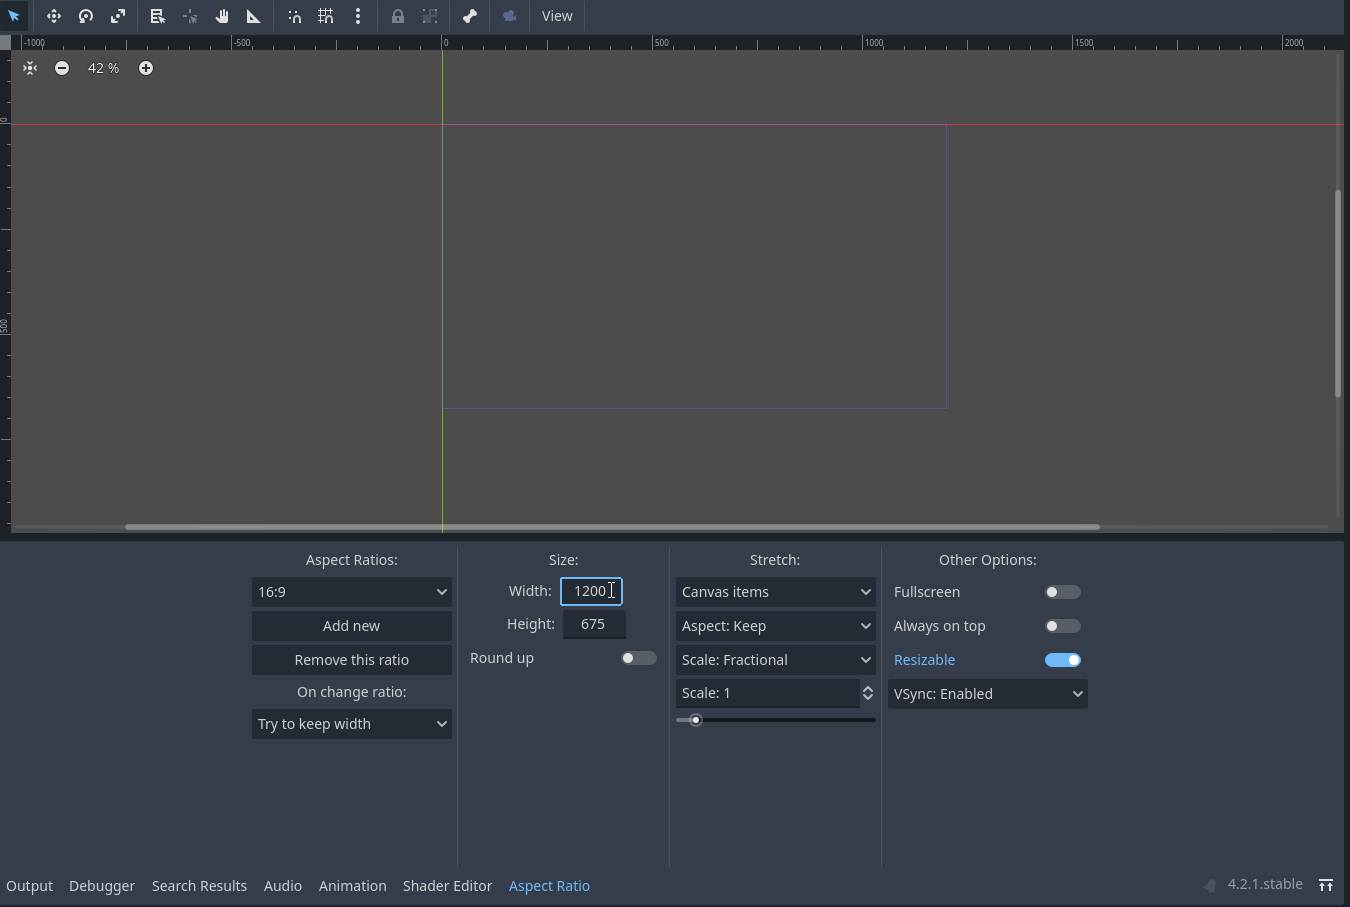 View
-1000 -500 0 500 1000 1500 2000
42 %
0
500
Aspect Ratios:
16:9
Add new
Remove this ratio
On change ratio:
Try to keep width
Size:
Width: 1200
Height: 675
Round up
Stretch:
Canvas items
Aspect: Keep
Scale: Fractional
Scale: 1
Other Options:
Fullscreen
Always on top
Resizable
VSync: Enabled
Output Debugger Search Results Audio Animation Shader Editor Aspect Ratio 4.2.1.stable